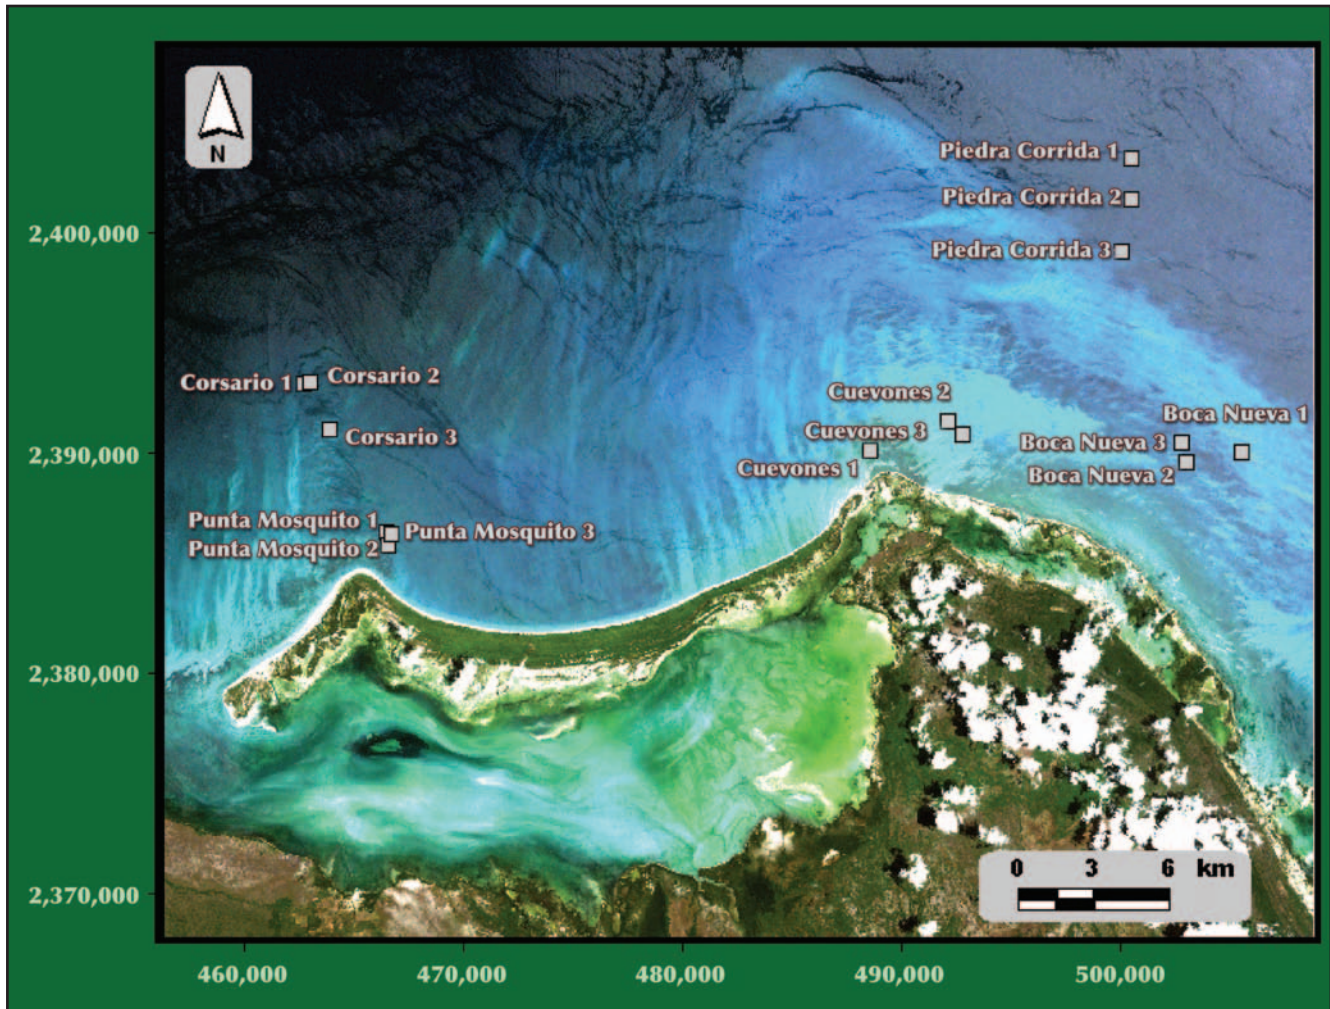 N
Piedra Corrida 1
Piedra Corrida 2
2,400,000
Piedra Corrida 3
Corsario 1
Corsario 2
Cuevones 2
Boca Nueva 1
Corsario 3
Cuevones 3
Boca Nueva 3
2,390,000
Cuevones 1
Boca Nueva 2
Punta Mosquito 1
Punta Mosquito 3
Punta Mosquito 2
2,380,000
0 3 6 km
2,370,000
460,000 470,000 480,000 490,000 500,000